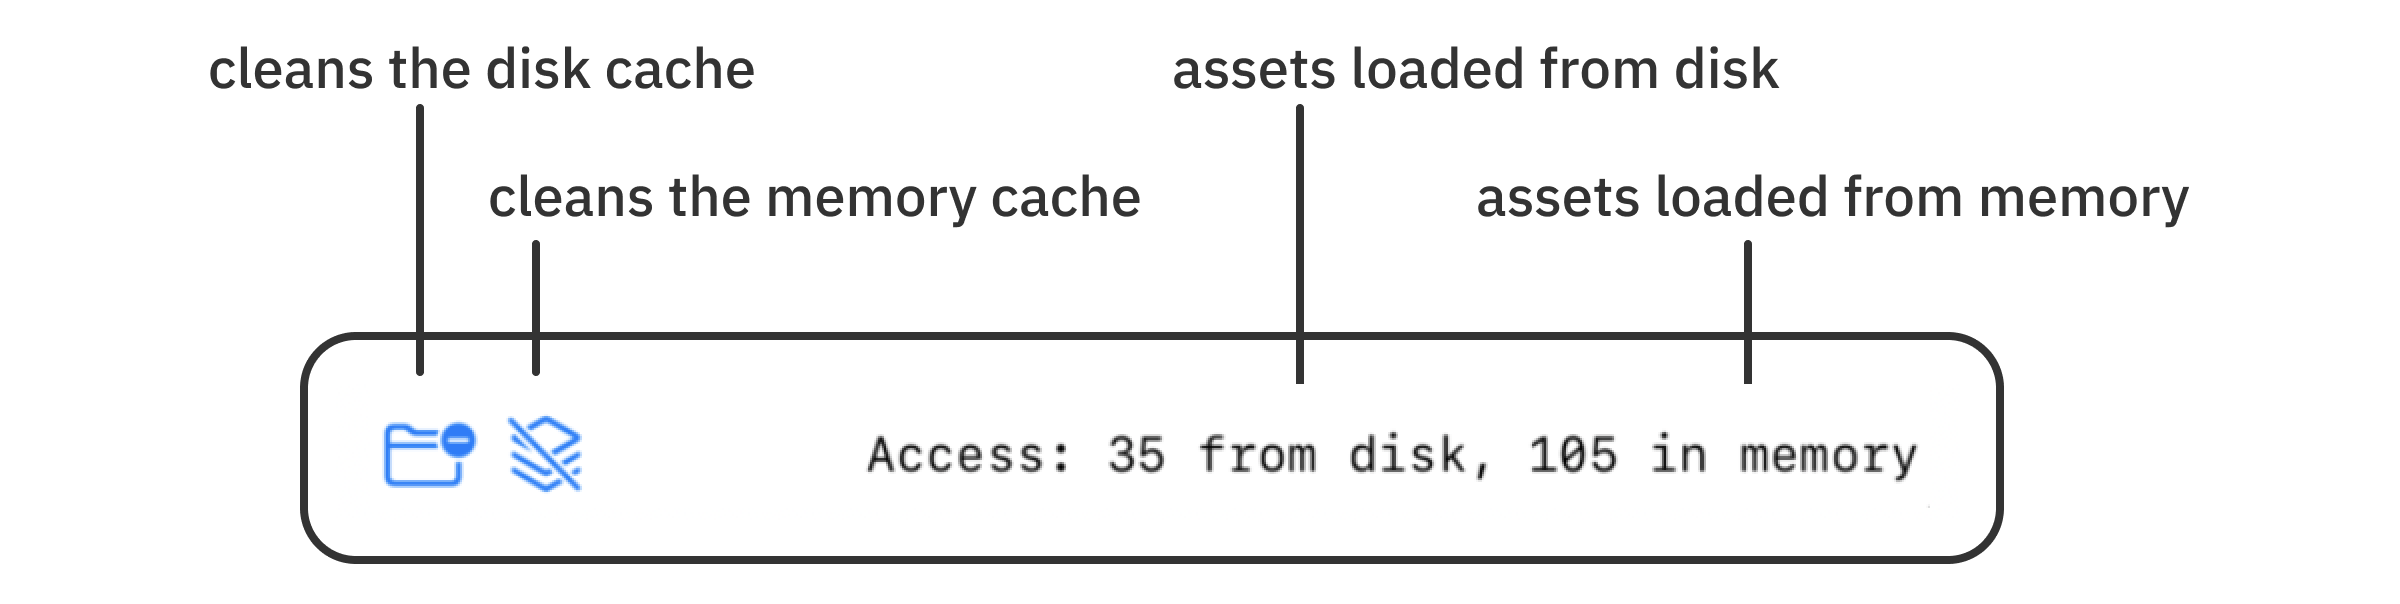 cleans the disk cache
assets loaded from disk
cleans the memory cache
assets loaded from memory
Access: 35 from disk, 105 in memory